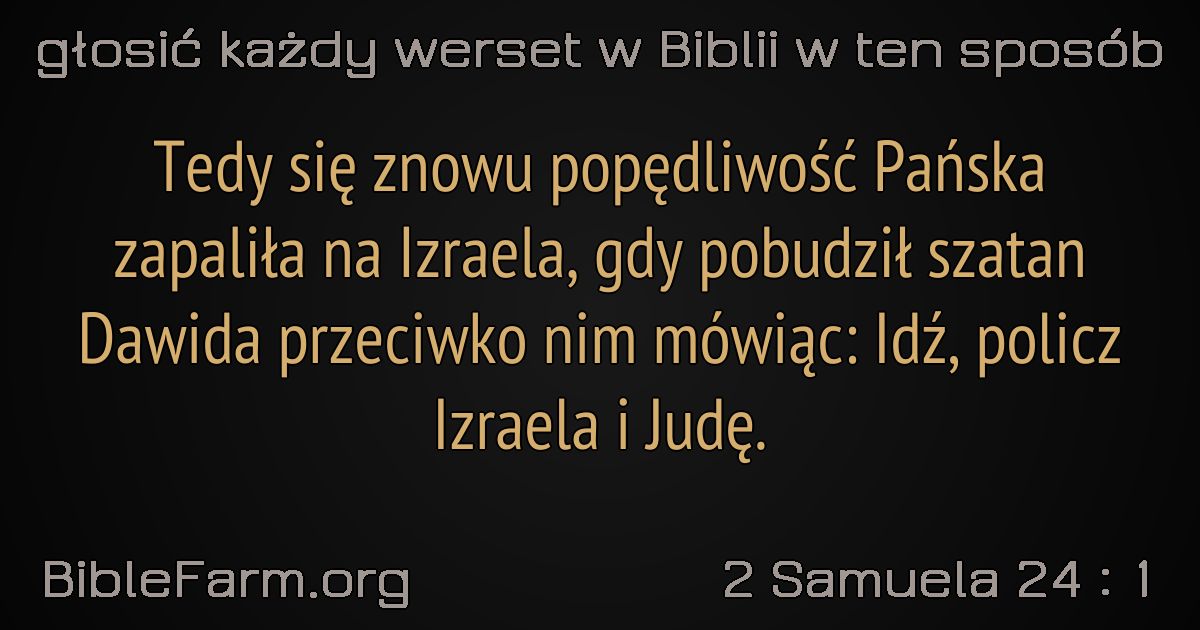 głosić każdy werset w Biblii w ten sposób
Tedy się znowu popędliwość Pańska
zapaliła na Izraela, gdy pobudził szatan
Dawida przeciwko nim mówiąc: Idź, policz
Izraela i Judę.
BibleFarm.org
2 Samuela 24 : 1